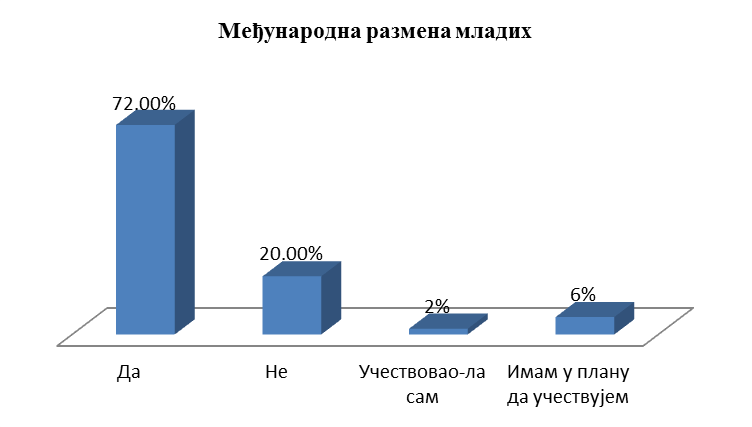 Међународна размена младих
72.00%
20.00%
2%
6%
Да
Не
Учествовао-ла
сам
Имам у плану
да учествујем